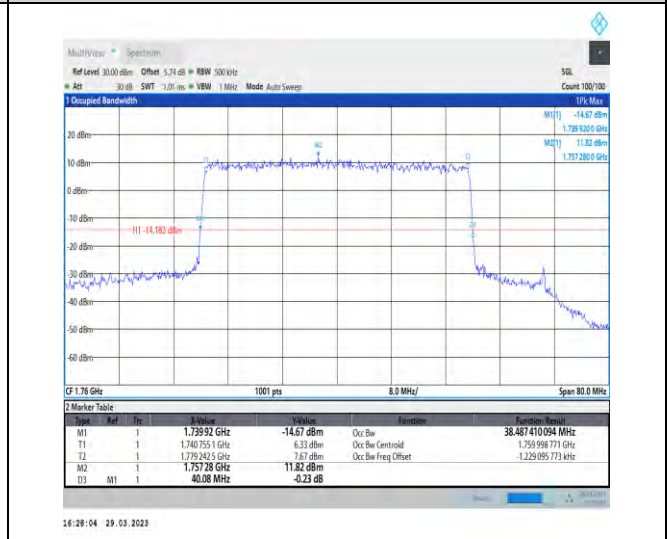 MultiView Spectrum
Ref Level 30.00 dBm Offset 5.74 dB RBW 500 kHz SGL
Att 30 dB SWT 1.01 ms VBW 1 MHz Mode Auto Sweep Count 100/100
1 Occupied Bandwidth 1Pk Max
M1[1] -14.67 dBm
1.739 920 0 GHz
M2[1] 11.82 dBm
1.757 280 0 GHz
20 dBm
M2
T1 T2
10 dBm
0 dBm
-10 dBm
H1 -14.183 dBm
-20 dBm
-30 dBm
-40 dBm
-50 dBm
-60 dBm
CF 1.76 GHz 1001 pts 8.0 MHz/ Span 80.0 MHz
2 Marker Table
Type Ref Trc X-Value Y-Value Function Function Result
M1 1 1.739 92 GHz -14.67 dBm Occ Bw 38.487 410 094 MHz
T1 1 1.740 755 1 GHz 6.33 dBm Occ Bw Centroid 1.759 998 771 GHz
T2 1 1.779 242 5 GHz 7.67 dBm Occ Bw Freq Offset -1.229 095 773 kHz
M2 1 1.757 28 GHz 11.82 dBm
D3 M1 1 40.08 MHz -0.23 dB
16:28:04 29.03.2023